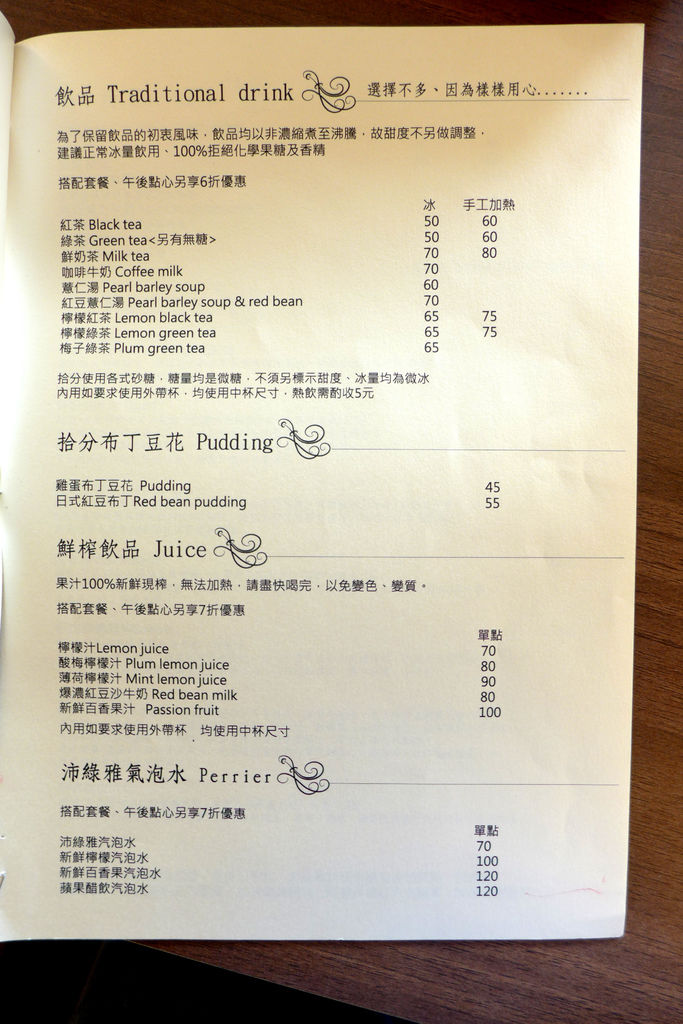 飲品 Traditional drink 選擇不多、因為樣樣用心.......
為了保留飲品的初衷風味，飲品均以非濃縮煮至沸騰，故甜度不另做調整，
建議正常冰量飲用、100%拒絕化學果糖及香精
搭配套餐、午後點心另享6折優惠
冰 手工加熱
紅茶 Black tea 50 60
綠茶 Green tea<另有無糖> 50 60
鮮奶茶 Milk tea 70 80
咖啡牛奶 Coffee milk 70
薏仁湯 Pearl barley soup 60
紅豆薏仁湯 Pearl barley soup & red bean 70
檸檬紅茶 Lemon black tea 65 75
檸檬綠茶 Lemon green tea 65 75
梅子綠茶 Plum green tea 65
拾分使用各式砂糖，糖量均是微糖，不須另標示甜度、冰量均為微冰
內用如要求使用外帶杯，均使用中杯尺寸，熱飲需酌收5元
拾分布丁豆花 Pudding
雞蛋布丁豆花 Pudding 45
日式紅豆布丁Red bean pudding 55
鮮榨飲品 Juice
果汁100%新鮮現榨，無法加熱，請盡快喝完，以免變色、變質。
搭配套餐、午後點心另享7折優惠
單點
檸檬汁Lemon juice 70
酸梅檸檬汁 Plum lemon juice 80
薄荷檸檬汁 Mint lemon juice 90
爆濃紅豆沙牛奶 Red bean milk 80
新鮮百香果汁 Passion fruit 100
內用如要求使用外帶杯，均使用中杯尺寸
沛綠雅氣泡水 Perrier
搭配套餐、午後點心另享7折優惠
單點
沛綠雅汽泡水 70
新鮮檸檬汽泡水 100
新鮮百香果汽泡水 120
蘋果醋飲汽泡水 120